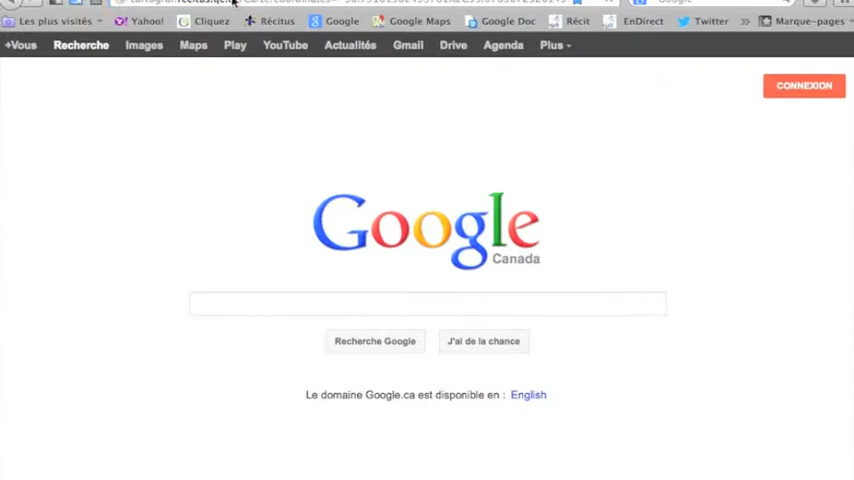 Google
Les plus visités Yahoo! Cliquez Récitus Google Google Maps Google Doc Récit EnDirect Twitter » Marque-pages
+Vous Recherche Images Maps Play YouTube Actualités Gmail Drive Agenda Plus
CONNEXION
Google
Canada
Recherche Google J'ai de la chance
Le domaine Google.ca est disponible en : English